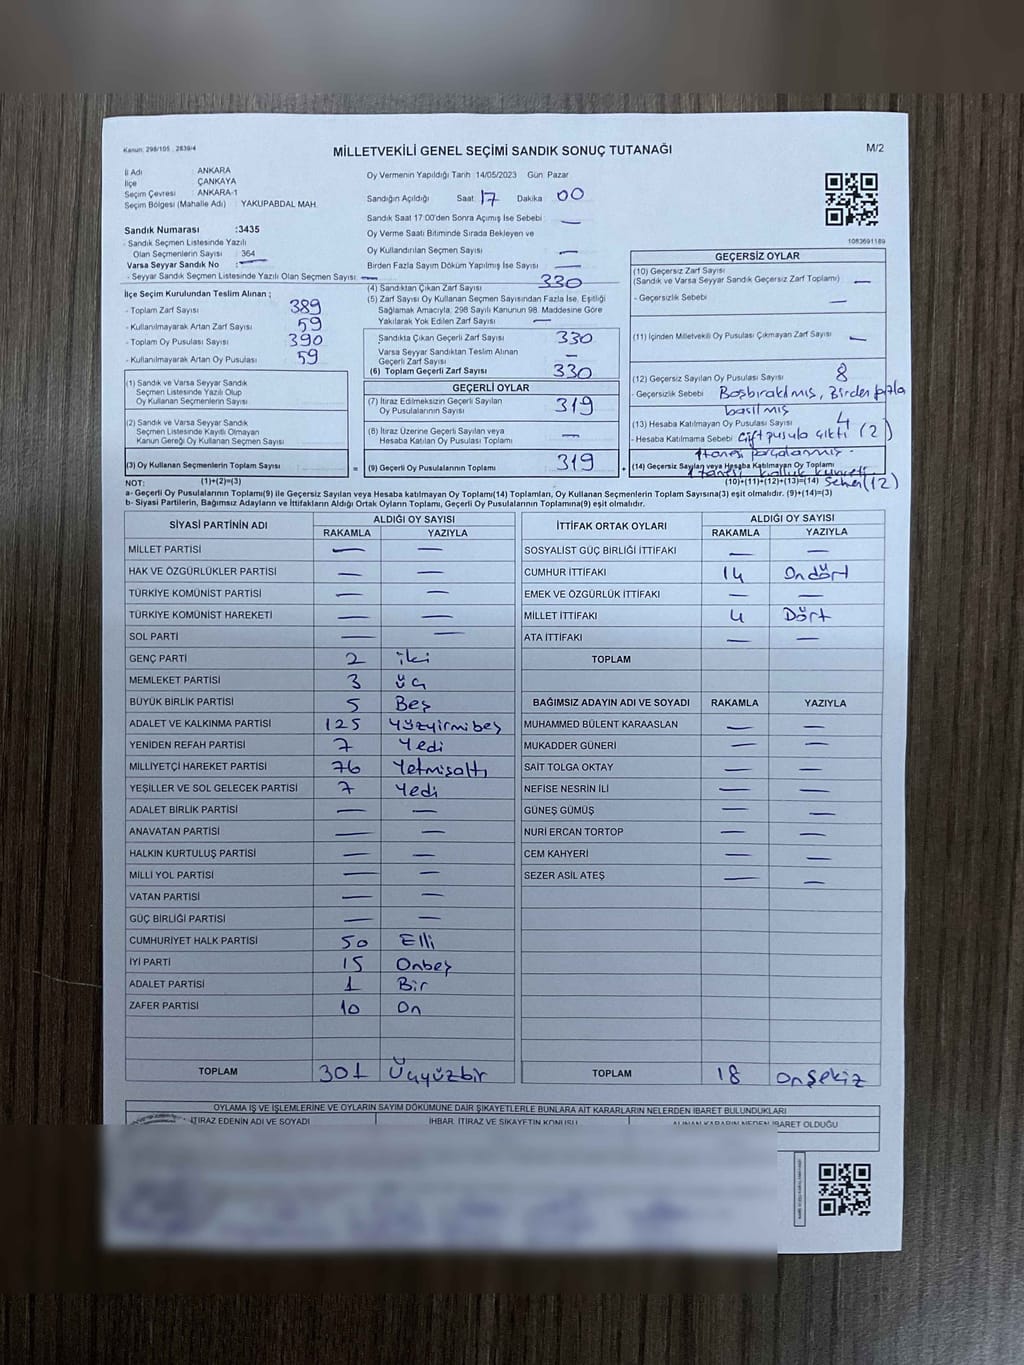 Kanun: 298/105 , 2839/4
MİLLETVEKİLİ GENEL SEÇİMİ SANDIK SONUÇ TUTANAĞI
M/2
İl Adı ANKARA
İlçe ÇANKAYA
Seçim Çevresi ANKARA-1
Seçim Bölgesi (Mahalle Adı) YAKUPABDAL MAH.
Oy Vermenin Yapıldığı Tarih 14/05/2023 Gün: Pazar
Sandığın Açıldığı Saat 17 Dakika 00
Sandık Saat 17:00'den Sonra Açımış İse Sebebi —
Oy Verme Saati Bitiminde Sırada Bekleyen ve
Oy Kullandırılan Seçmen Sayısı —
Birden Fazla Sayım Döküm Yapılmış İse Sayısı —
Sandık Numarası :3435
- Sandık Seçmen Listesinde Yazılı
Olan Seçmenlerin Sayısı : 364
Varsa Seyyar Sandık No : —
- Seyyar Sandık Seçmen Listesinde Yazılı Olan Seçmen Sayısı: —
İlçe Seçim Kurulundan Teslim Alınan ;
- Toplam Zarf Sayısı 389
- Kullanılmayarak Artan Zarf Sayısı 59
- Toplam Oy Pusulası Sayısı 390
- Kullanılmayarak Artan Oy Pusulası 59
(1) Sandık ve Varsa Seyyar Sandık
Seçmen Listesinde Yazılı Olup
Oy Kullanan Seçmenlerin Sayısı
(2) Sandık ve Varsa Seyyar Sandık
Seçmen Listesinde Kayıtlı Olmayan
Kanun Gereği Oy Kullanan Seçmen Sayısı
(3) Oy Kullanan Seçmenlerin Toplam Sayısı
(4) Sandıktan Çıkan Zarf Sayısı 330
(5) Zarf Sayısı Oy Kullanan Seçmen Sayısından Fazla İse, Eşitliği
Sağlamak Amacıyla, 298 Sayılı Kanunun 98. Maddesine Göre
Yakılarak Yok Edilen Zarf Sayısı —
Sandıkta Çıkan Geçerli Zarf Sayısı 330
Varsa Seyyar Sandıktan Teslim Alınan
Geçerli Zarf Sayısı —
(6) Toplam Geçerli Zarf Sayısı 330
GEÇERLİ OYLAR
(7) İtiraz Edilmeksizin Geçerli Sayılan
Oy Pusulalarının Sayısı 319
(8) İtiraz Üzerine Geçerli Sayılan veya
Hesaba Katılan Oy Pusulası Toplamı —
= (9) Geçerli Oy Pusulalarının Toplamı 319 +
1083691189
GEÇERSİZ OYLAR
(10) Geçersiz Zarf Sayısı
(Sandık ve Varsa Seyyar Sandık Geçersiz Zarf Toplamı) —
- Geçersizlik Sebebi —
(11) İçinden Milletvekili Oy Pusulası Çıkmayan Zarf Sayısı —
(12) Geçersiz Sayılan Oy Pusulası Sayısı 8
- Geçersizlik Sebebi Boşbırakılmış, Birden fazla
basılmış
(13) Hesaba Katılmayan Oy Pusulası Sayısı 4
- Hesaba Katılmama Sebebi Çift pusula çıktı (2)
1 tanesi parçalanmış.
(14) Geçersiz Sayılan veya Hesaba Katılmayan Oy Toplamı
1 tanesi kolluk kuvveti
(12)
NOT: (1)+(2)=(3) (10)+(11)+(12)+(13)=(14)
a- Geçerli Oy Pusulalarının Toplamı(9) ile Geçersiz Sayılan veya Hesaba katılmayan Oy Toplamı(14) Toplamları, Oy Kullanan Seçmenlerin Toplam Sayısına(3) eşit olmalıdır. (9)+(14)=(3)
b- Siyasi Partilerin, Bağımsız Adayların ve İttifakların Aldığı Ortak Oyların Toplamı, Geçerli Oy Pusulalarının Toplamına(9) eşit olmalıdır.
SİYASİ PARTİNİN ADI ALDIĞI OY SAYISI
RAKAMLA YAZIYLA
MİLLET PARTİSİ — —
HAK VE ÖZGÜRLÜKLER PARTİSİ — —
TÜRKİYE KOMÜNİST PARTİSİ — —
TÜRKİYE KOMÜNİST HAREKETİ — —
SOL PARTİ — —
GENÇ PARTİ 2 iki
MEMLEKET PARTİSİ 3 üç
BÜYÜK BİRLİK PARTİSİ 5 Beş
ADALET VE KALKINMA PARTİSİ 125 Yüzyirmibeş
YENİDEN REFAH PARTİSİ 7 Yedi
MİLLİYETÇİ HAREKET PARTİSİ 76 Yetmişaltı
YEŞİLLER VE SOL GELECEK PARTİSİ 7 Yedi
ADALET BİRLİK PARTİSİ — —
ANAVATAN PARTİSİ — —
HALKIN KURTULUŞ PARTİSİ — —
MİLLİ YOL PARTİSİ — —
VATAN PARTİSİ — —
GÜÇ BİRLİĞİ PARTİSİ — —
CUMHURİYET HALK PARTİSİ 50 Elli
İYİ PARTİ 15 Onbeş
ADALET PARTİSİ 1 Bir
ZAFER PARTİSİ 10 On
TOPLAM 301 Üçyüzbir
İTTİFAK ORTAK OYLARI ALDIĞI OY SAYISI
RAKAMLA YAZIYLA
SOSYALİST GÜÇ BİRLİĞİ İTTİFAKI — —
CUMHUR İTTİFAKI 14 Ondört
EMEK VE ÖZGÜRLÜK İTTİFAKI — —
MİLLET İTTİFAKI 4 Dört
ATA İTTİFAKI — —
TOPLAM
BAĞIMSIZ ADAYIN ADI VE SOYADI RAKAMLA YAZIYLA
MUHAMMED BÜLENT KARAASLAN — —
MUKADDER GÜNERİ — —
SAİT TOLGA OKTAY — —
NEFİSE NESRİN İLİ — —
GÜNEŞ GÜMÜŞ — —
NURİ ERCAN TORTOP — —
CEM KAHYERİ — —
SEZER ASİL ATEŞ — —
TOPLAM 18 onsekiz
OYLAMA İŞ VE İŞLEMLERİNE VE OYLARIN SAYIM DÖKÜMÜNE DAİR ŞİKAYETLERLE BUNLARA AİT KARARLARIN NELERDEN İBARET BULUNDUKLARI
İTİRAZ EDENİN ADI VE SOYADI İHBAR, İTİRAZ VE ŞİKAYETİN KONUSU ALINAN KARARIN NEDEN İBARET OLDUĞU